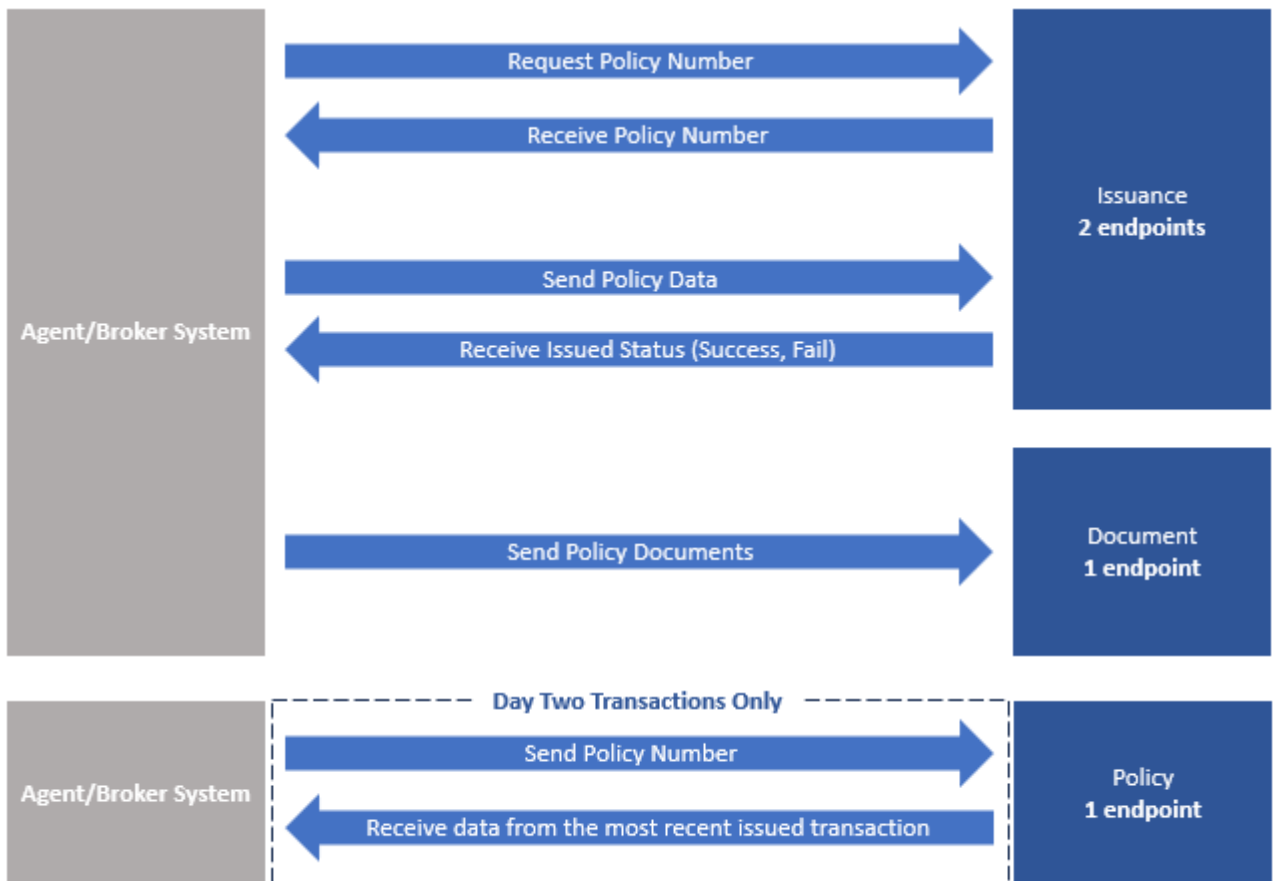 Request Policy Number
Receive Policy Number
Issuance
2 endpoints
Send Policy Data
Agent/Broker System
Receive Issued Status (Success, Fail)
Send Policy Documents
Document
1 endpoint
Day Two Transactions Only
Send Policy Number
Agent/Broker System
Policy
1 endpoint
Receive data from the most recent issued transaction